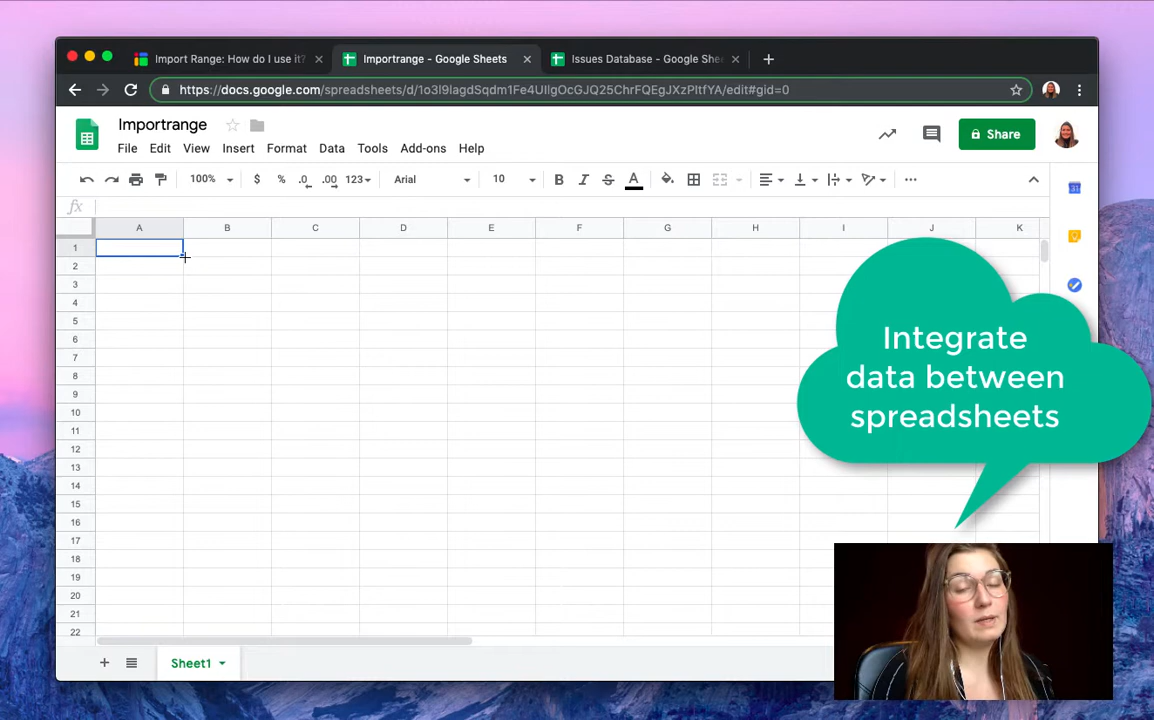 Import Range: How do I use it?
Importrange - Google Sheets
Issues Database - Google She
https://docs.google.com/spreadsheets/d/1o3l9IagdSqdm1Fe4UIlgOcGJQ25ChrFQEgJXzPItfYA/edit#gid=0
Importrange
File Edit View Insert Format Data Tools Add-ons Help
Share
100% $ % .0 .00 123 Arial 10 B I S A
fx
A B C D E F G H I J K
1
2
3
4
5
6
7
8
9
10
11
12
13
14
15
16
17
18
19
20
21
22
Integrate
data between
spreadsheets
Sheet1